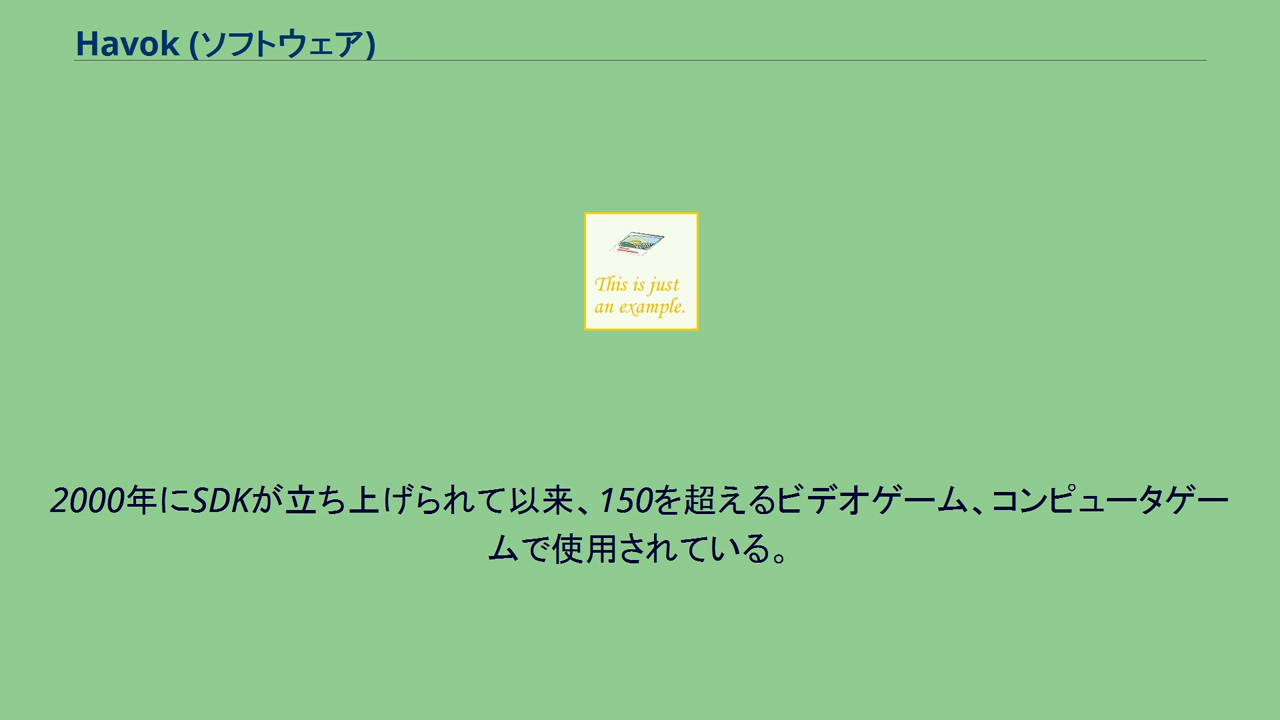 Havok (ソフトウェア)
This is just
an example.
2000年にSDKが立ち上げられて以来、150を超えるビデオゲーム、コンピュータゲー
ムで使用されている。